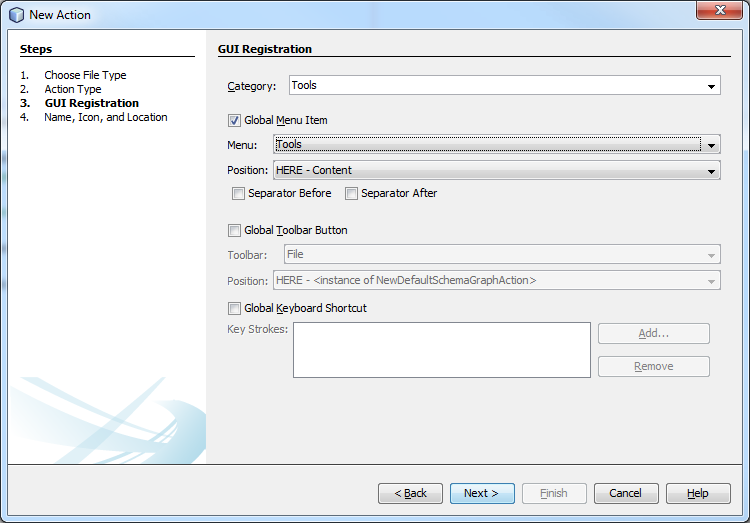 New Action
Steps
1. Choose File Type
2. Action Type
3. GUI Registration
4. Name, Icon, and Location
GUI Registration
Category: Tools
Global Menu Item
Menu: Tools
Position: HERE - Content
Separator Before Separator After
Global Toolbar Button
Toolbar: File
Position: HERE - <instance of NewDefaultSchemaGraphAction>
Global Keyboard Shortcut
Key Strokes: Add...
Remove
< Back Next > Finish Cancel Help